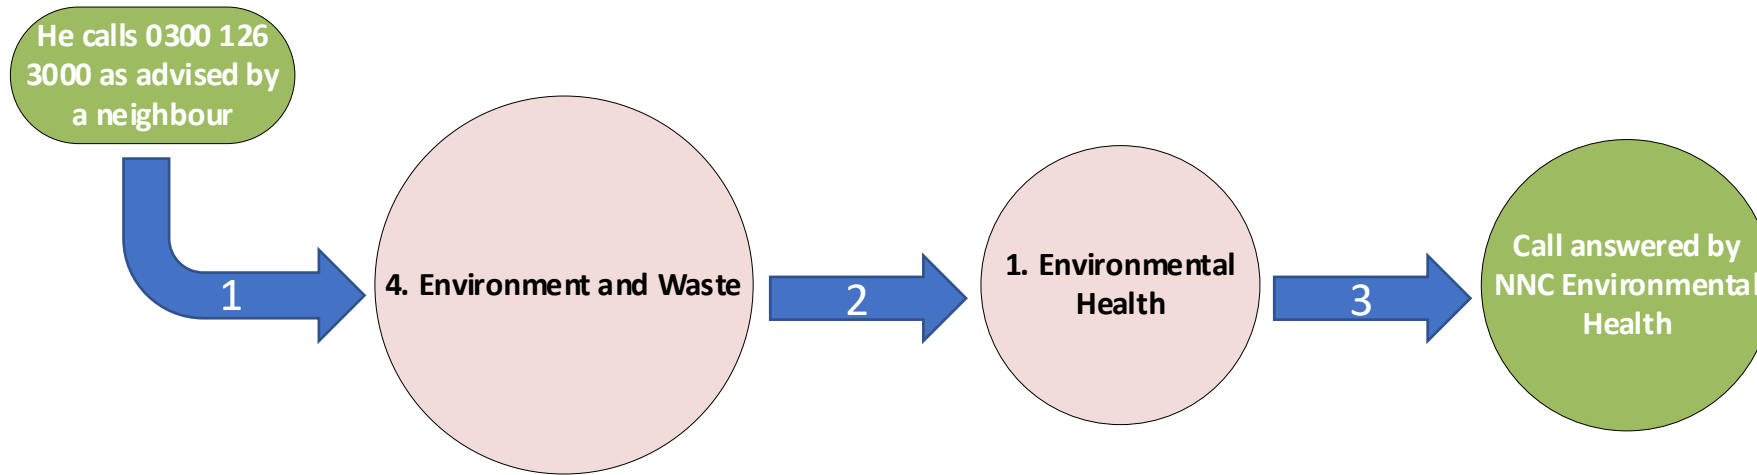 He calls 0300 126
3000 as advised by
a neighbour
1
4. Environment and Waste
2
1. Environmental
Health
3
Call answered by
NNC Environmental
Health